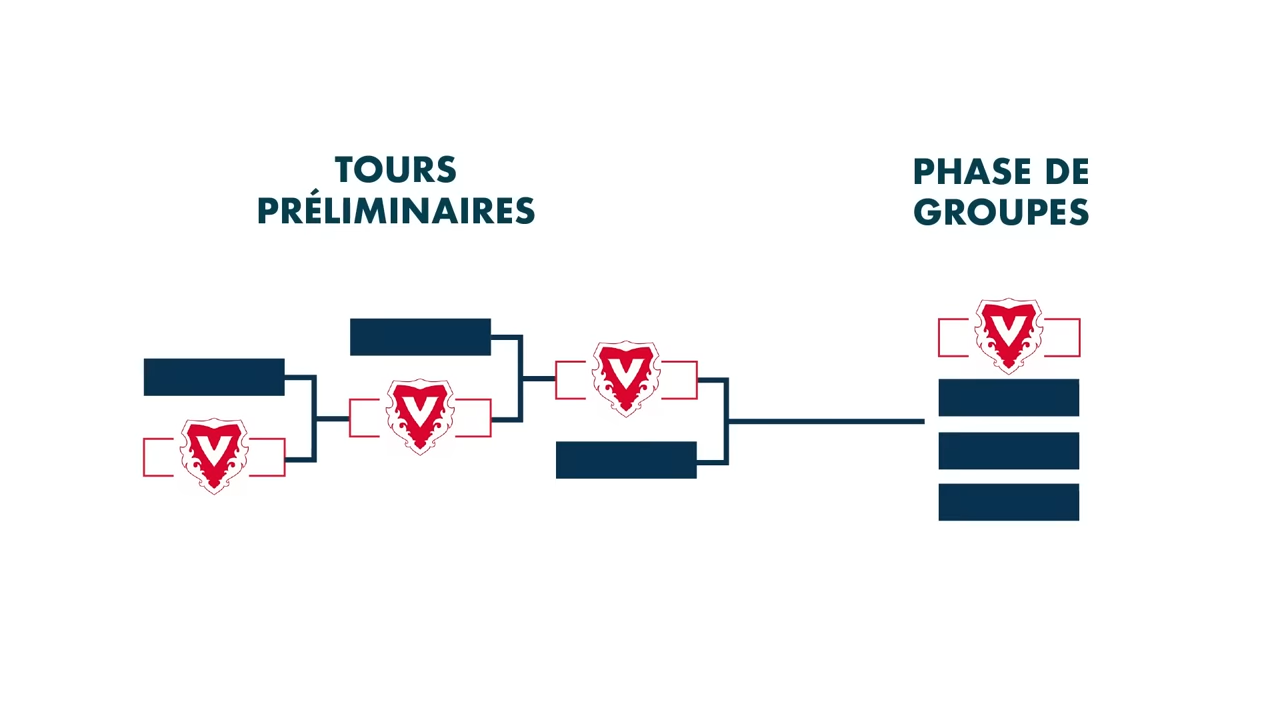 TOURS
PRÉLIMINAIRES
PHASE DE
GROUPES
V
V
V
V